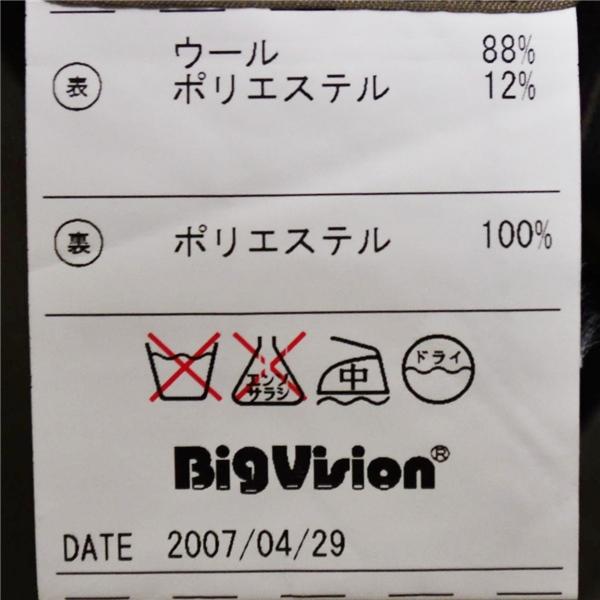 ウール 88%
表 ポリエステル 12%
裏 ポリエステル 100%
エンソ
サラシ
中
ドライ
BigVision®
DATE 2007/04/29